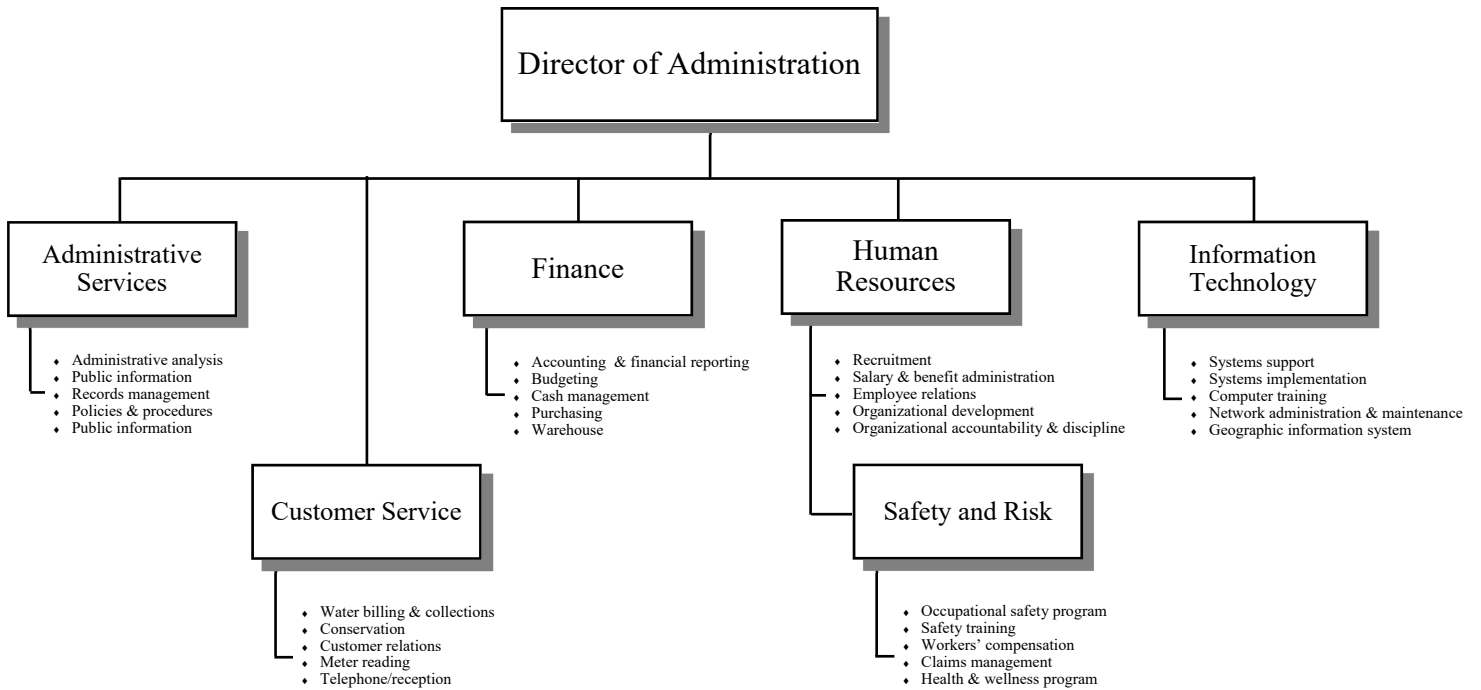 Director of Administration
Administrative
Services
Finance
Human
Resources
Information
Technology
Administrative analysis
Public information
Records management
Policies & procedures
Public information
Accounting & financial reporting
Budgeting
Cash management
Purchasing
Warehouse
Recruitment
Salary & benefit administration
Employee relations
Organizational development
Organizational accountability & discipline
Systems support
Systems implementation
Computer training
Network administration & maintenance
Geographic information system
Customer Service
Safety and Risk
Water billing & collections
Conservation
Customer relations
Meter reading
Telephone/reception
Occupational safety program
Safety training
Workers’ compensation
Claims management
Health & wellness program